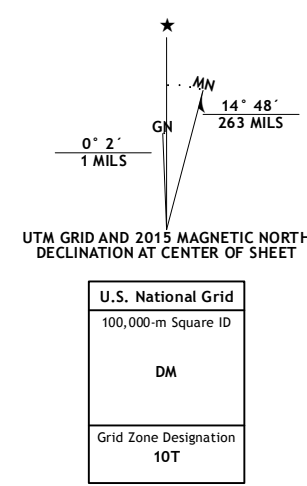 ★
MN
GN
14° 48´
263 MILS
0° 2´
1 MILS
UTM GRID AND 2015 MAGNETIC NORTH
DECLINATION AT CENTER OF SHEET
U.S. National Grid
100,000-m Square ID
DM
Grid Zone Designation
10T